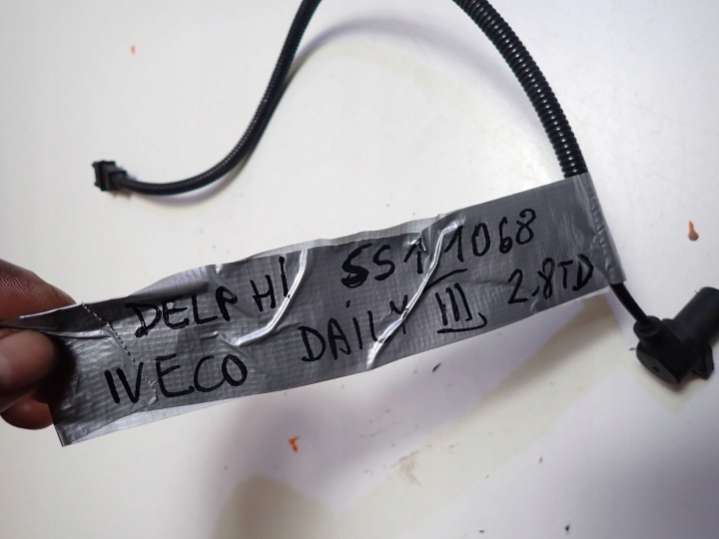 DELPHI SS11068
IVECO DAILY III 2,8TD